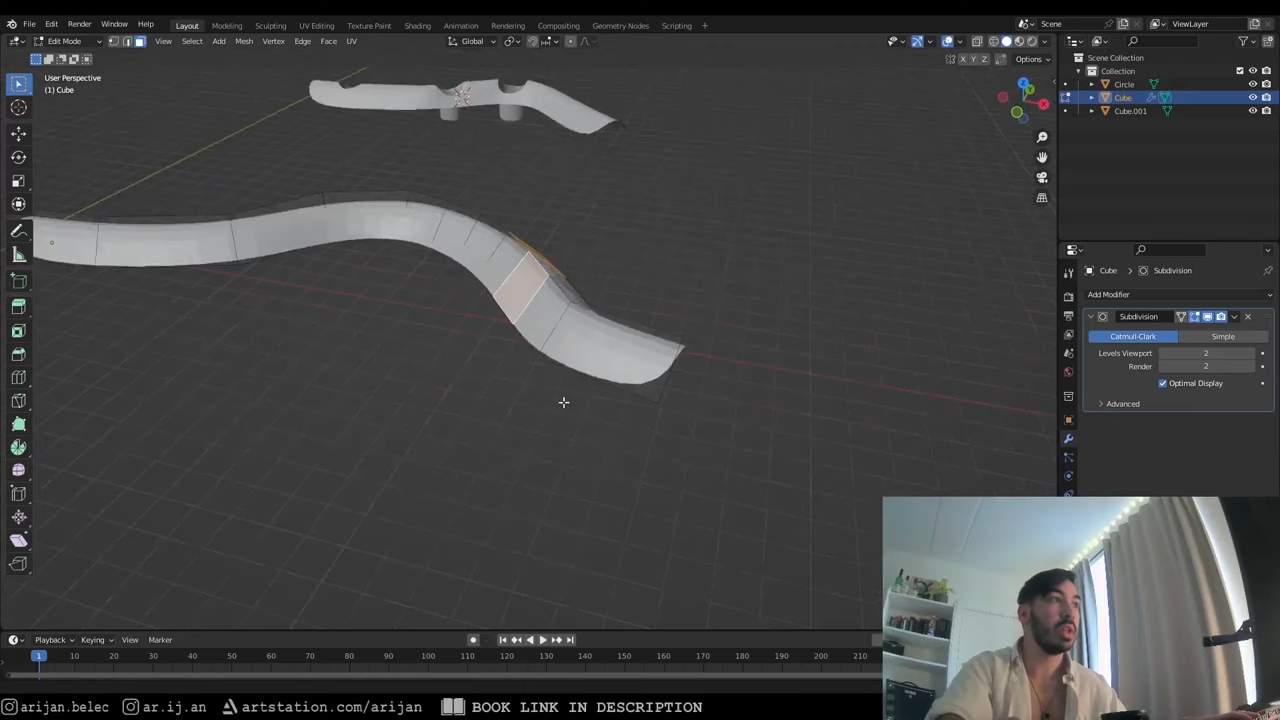 File Edit Render Window Help Layout Modeling Sculpting UV Editing Texture Paint Shading Animation Rendering Compositing Geometry Nodes Scripting + Scene ViewLayer
Edit Mode View Select Add Mesh Vertex Edge Face UV Global
X Y Z Options
User Perspective
(1) Cube
Scene Collection
Collection
Circle
Cube
Cube.001
Z
X
Cube > Subdivision
Add Modifier
Subdivision
Catmull-Clark Simple
Levels Viewport 2
Render 2
Optimal Display
Advanced
Playback Keying View Marker
1 10 20 30 40 50 60 70 80 90 100 110 120 130 140 150 160 170 180 190 200 210
arijan.belec ar.ij.an artstation.com/arijan BOOK LINK IN DESCRIPTION